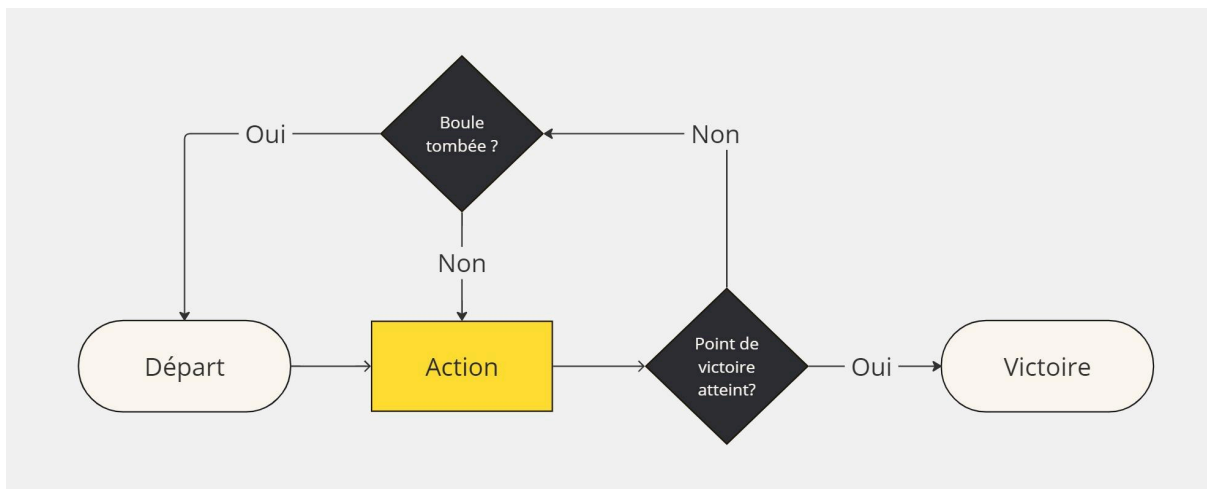 Boule
tombée ?
Oui
Non
Non
Départ
Action
Point de
victoire
atteint?
Oui
Victoire